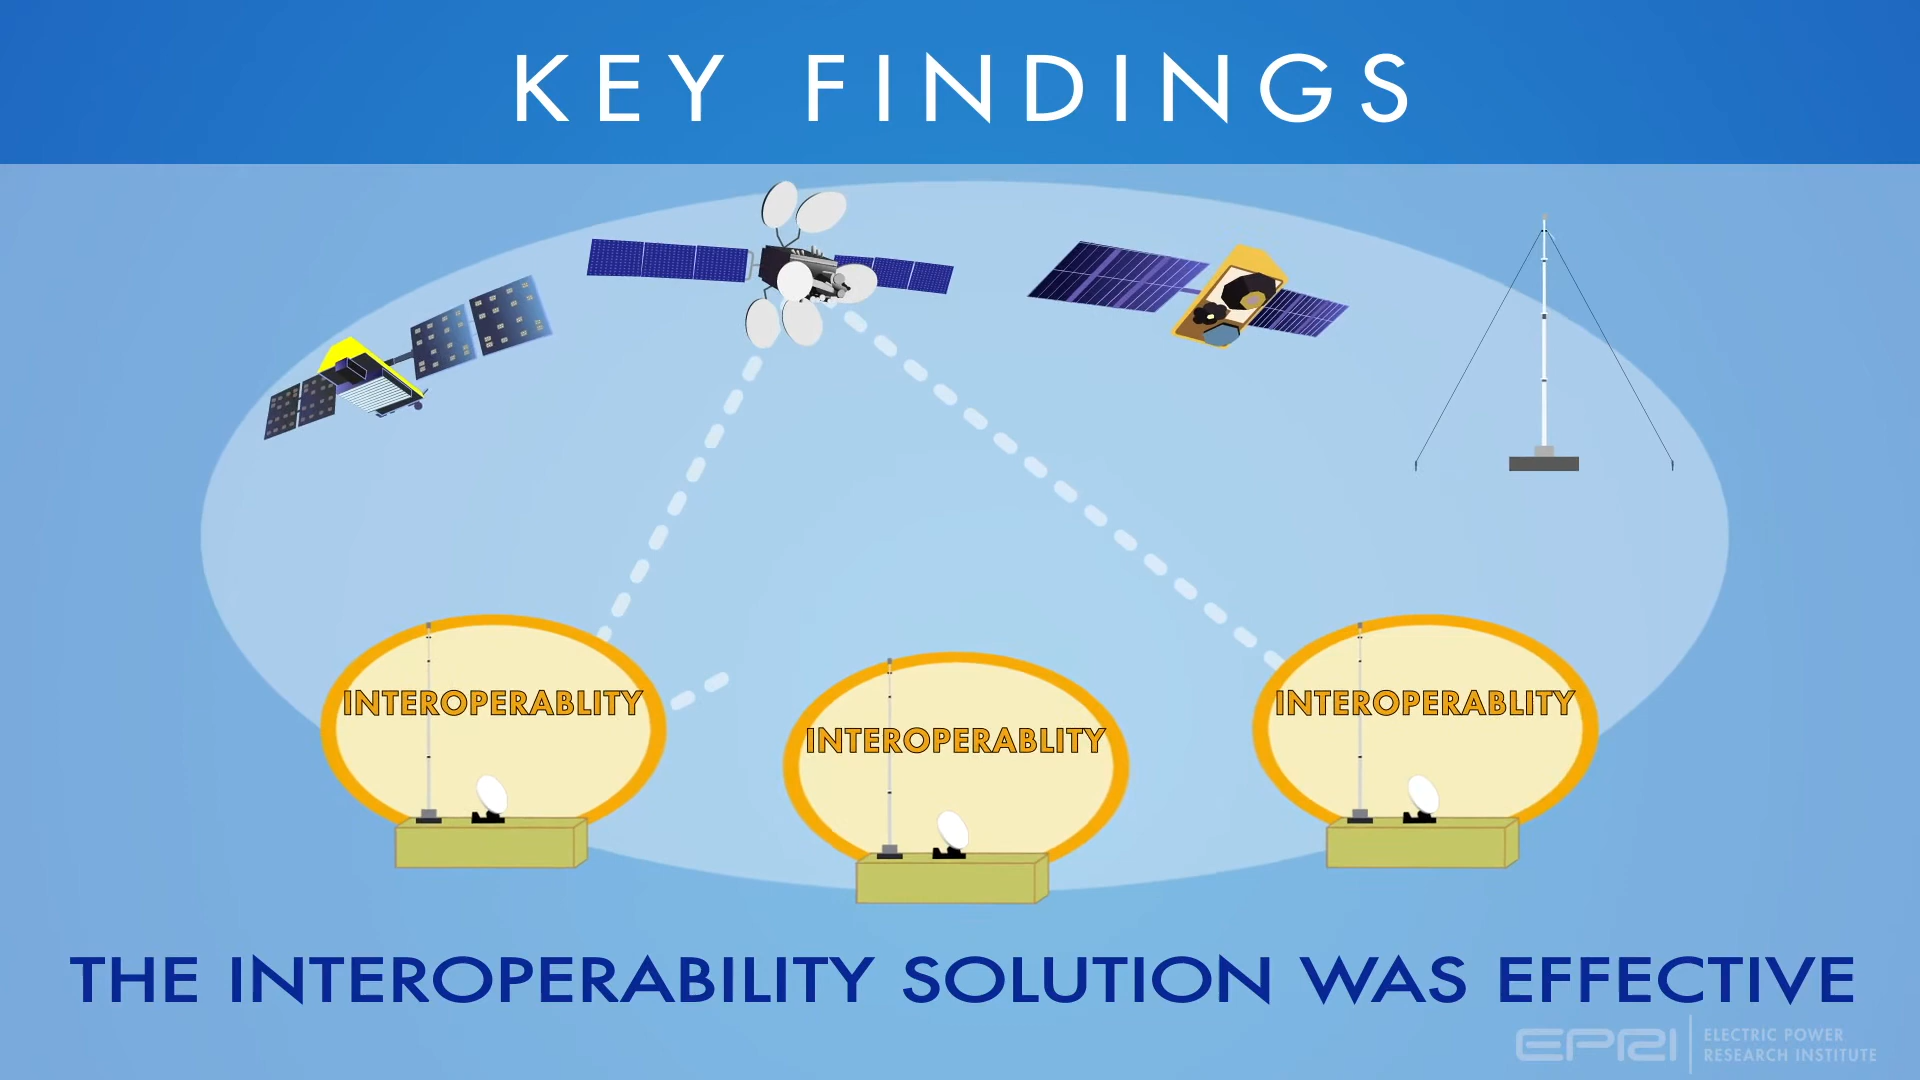 KEY FINDINGS
INTEROPERABLITY
INTEROPERABLITY
INTEROPERABLITY
THE INTEROPERABILITY SOLUTION WAS EFFECTIVE
EPRI
ELECTRIC POWER
RESEARCH INSTITUTE